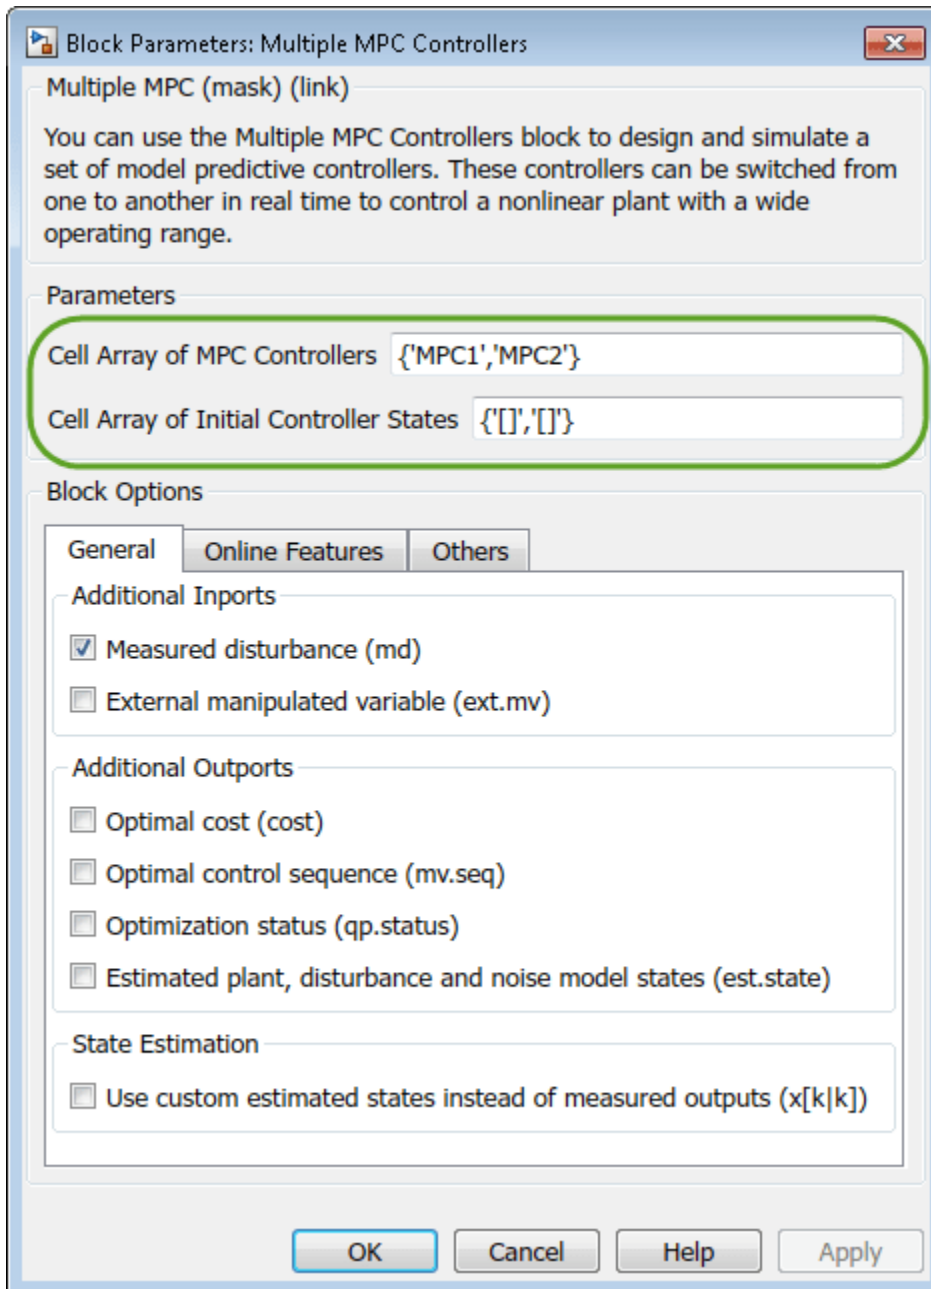 Block Parameters: Multiple MPC Controllers
Multiple MPC (mask) (link)
You can use the Multiple MPC Controllers block to design and simulate a
set of model predictive controllers. These controllers can be switched from
one to another in real time to control a nonlinear plant with a wide
operating range.
Parameters
Cell Array of MPC Controllers {'MPC1','MPC2'}
Cell Array of Initial Controller States {'[]','[]'}
Block Options
General Online Features Others
Additional Inports
Measured disturbance (md)
External manipulated variable (ext.mv)
Additional Outports
Optimal cost (cost)
Optimal control sequence (mv.seq)
Optimization status (qp.status)
Estimated plant, disturbance and noise model states (est.state)
State Estimation
Use custom estimated states instead of measured outputs (x[k|k])
OK Cancel Help Apply